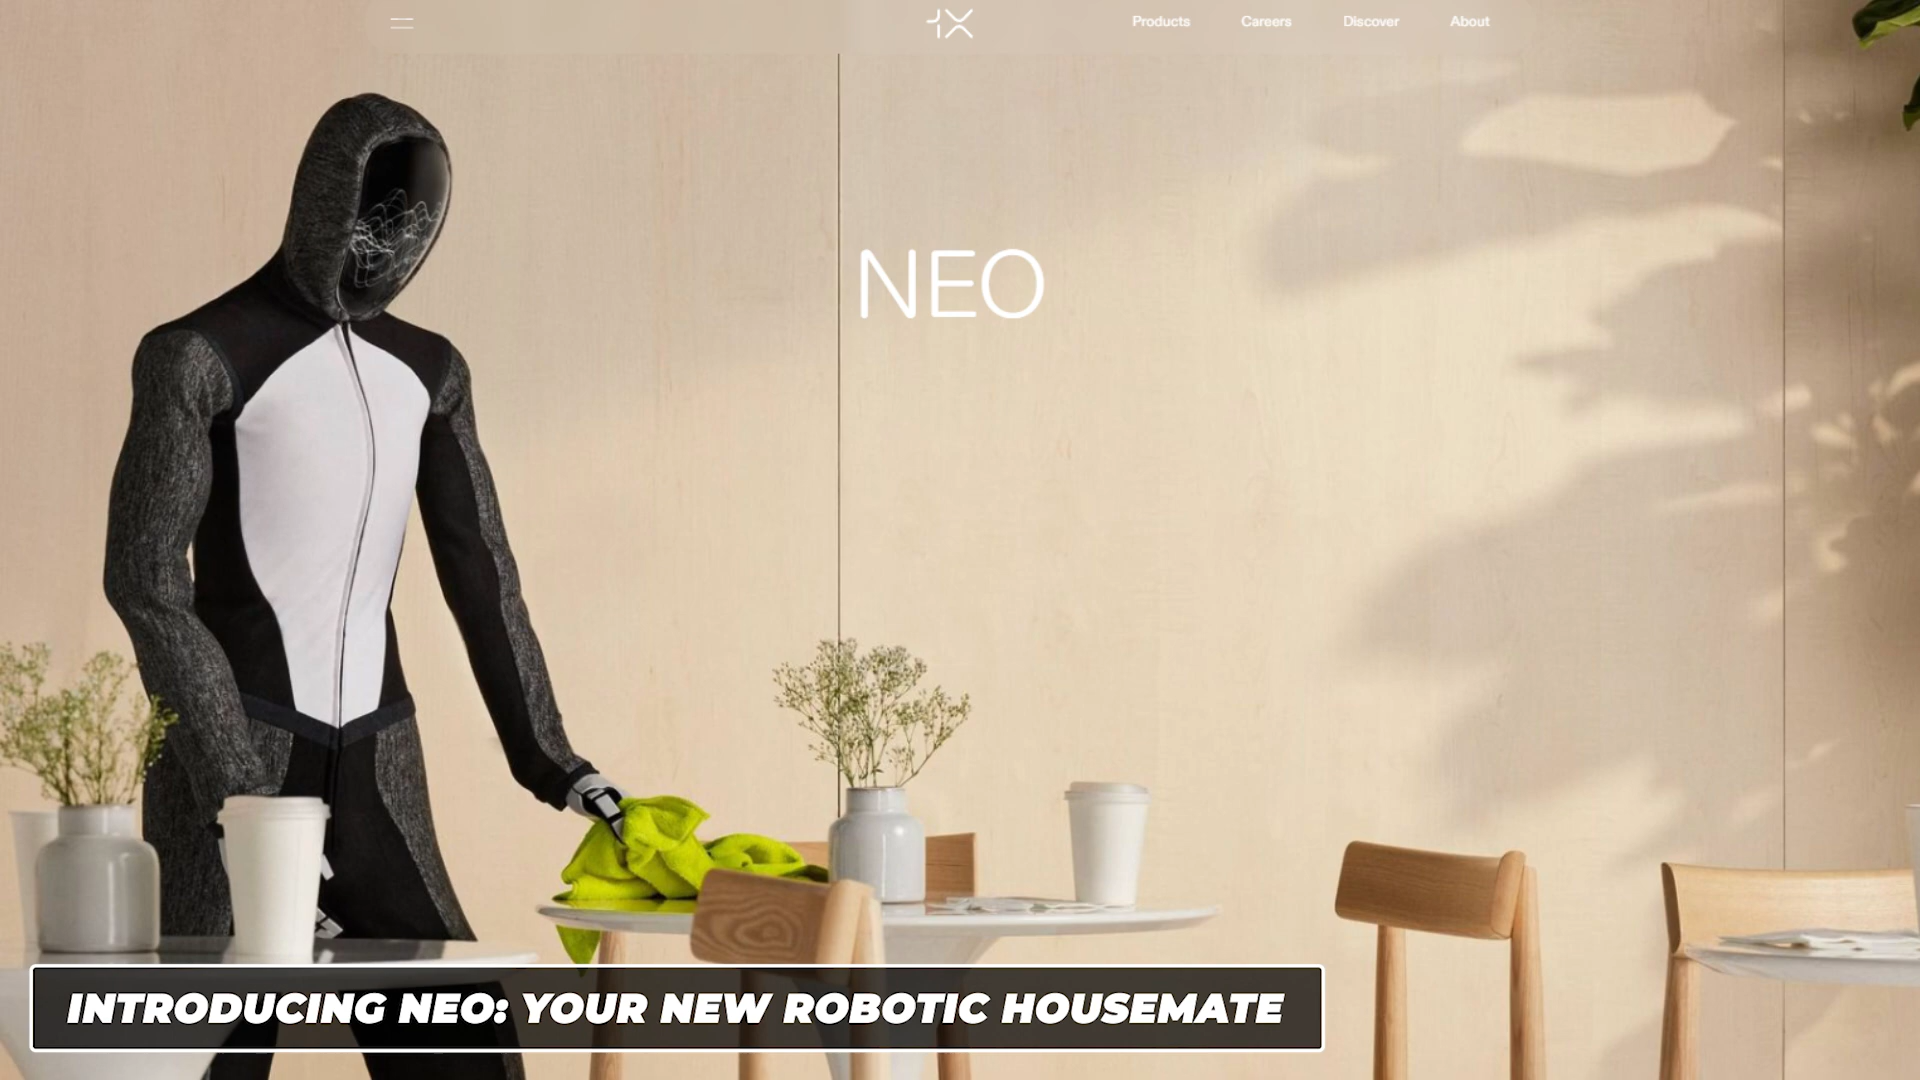 1X
Products
Careers
Discover
About
NEO
INTRODUCING NEO: YOUR NEW ROBOTIC HOUSEMATE